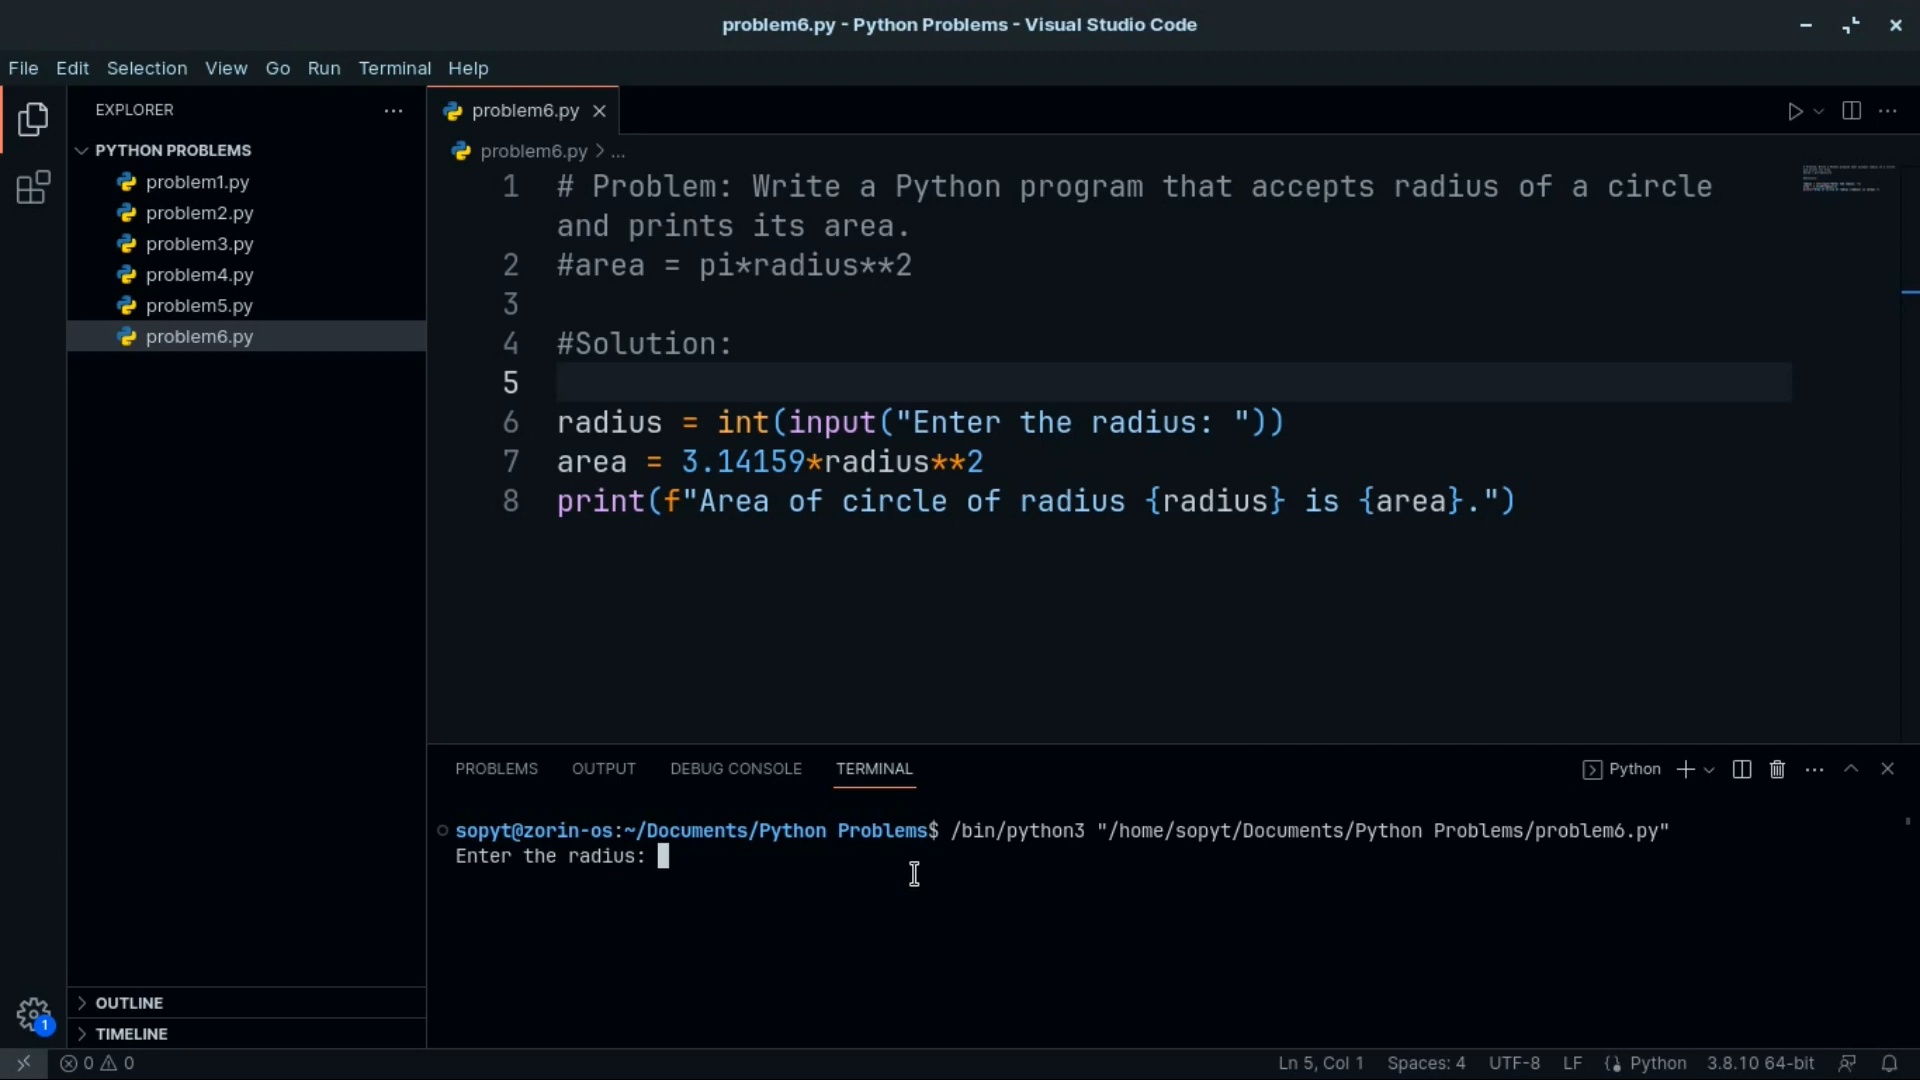 problem6.py - Python Problems - Visual Studio Code
File Edit Selection View Go Run Terminal Help
EXPLORER
PYTHON PROBLEMS
problem1.py
problem2.py
problem3.py
problem4.py
problem5.py
problem6.py
OUTLINE
TIMELINE
problem6.py
problem6.py > ...
1 # Problem: Write a Python program that accepts radius of a circle
and prints its area.
2 #area = pi*radius**2
3
4 #Solution:
5
6 radius = int(input("Enter the radius: "))
7 area = 3.14159*radius**2
8 print(f"Area of circle of radius {radius} is {area}.")
PROBLEMS OUTPUT DEBUG CONSOLE TERMINAL
Python
sopyt@zorin-os:~/Documents/Python Problems$ /bin/python3 "/home/sopyt/Documents/Python Problems/problem6.py"
Enter the radius:
1
0 0
Ln 5, Col 1 Spaces: 4 UTF-8 LF Python 3.8.10 64-bit